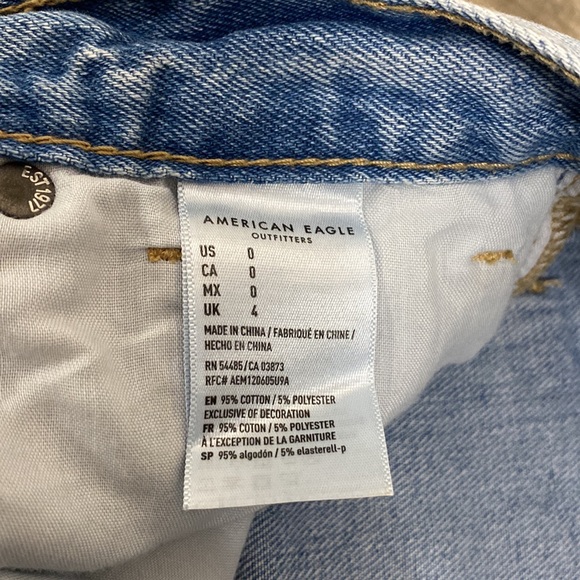 EST 1977
AMERICAN EAGLE
OUTFITTERS
US 0
CA 0
MX 0
UK 4
MADE IN CHINA / FABRIQUÉ EN CHINE /
HECHO EN CHINA
RN 54485/CA 03873
RFC# AEM120605U9A
EN 95% COTTON / 5% POLYESTER
EXCLUSIVE OF DECORATION
FR 95% COTON / 5% POLYESTER
À L'EXCEPTION DE LA GARNITURE
SP 95% algodón / 5% elasterell-p